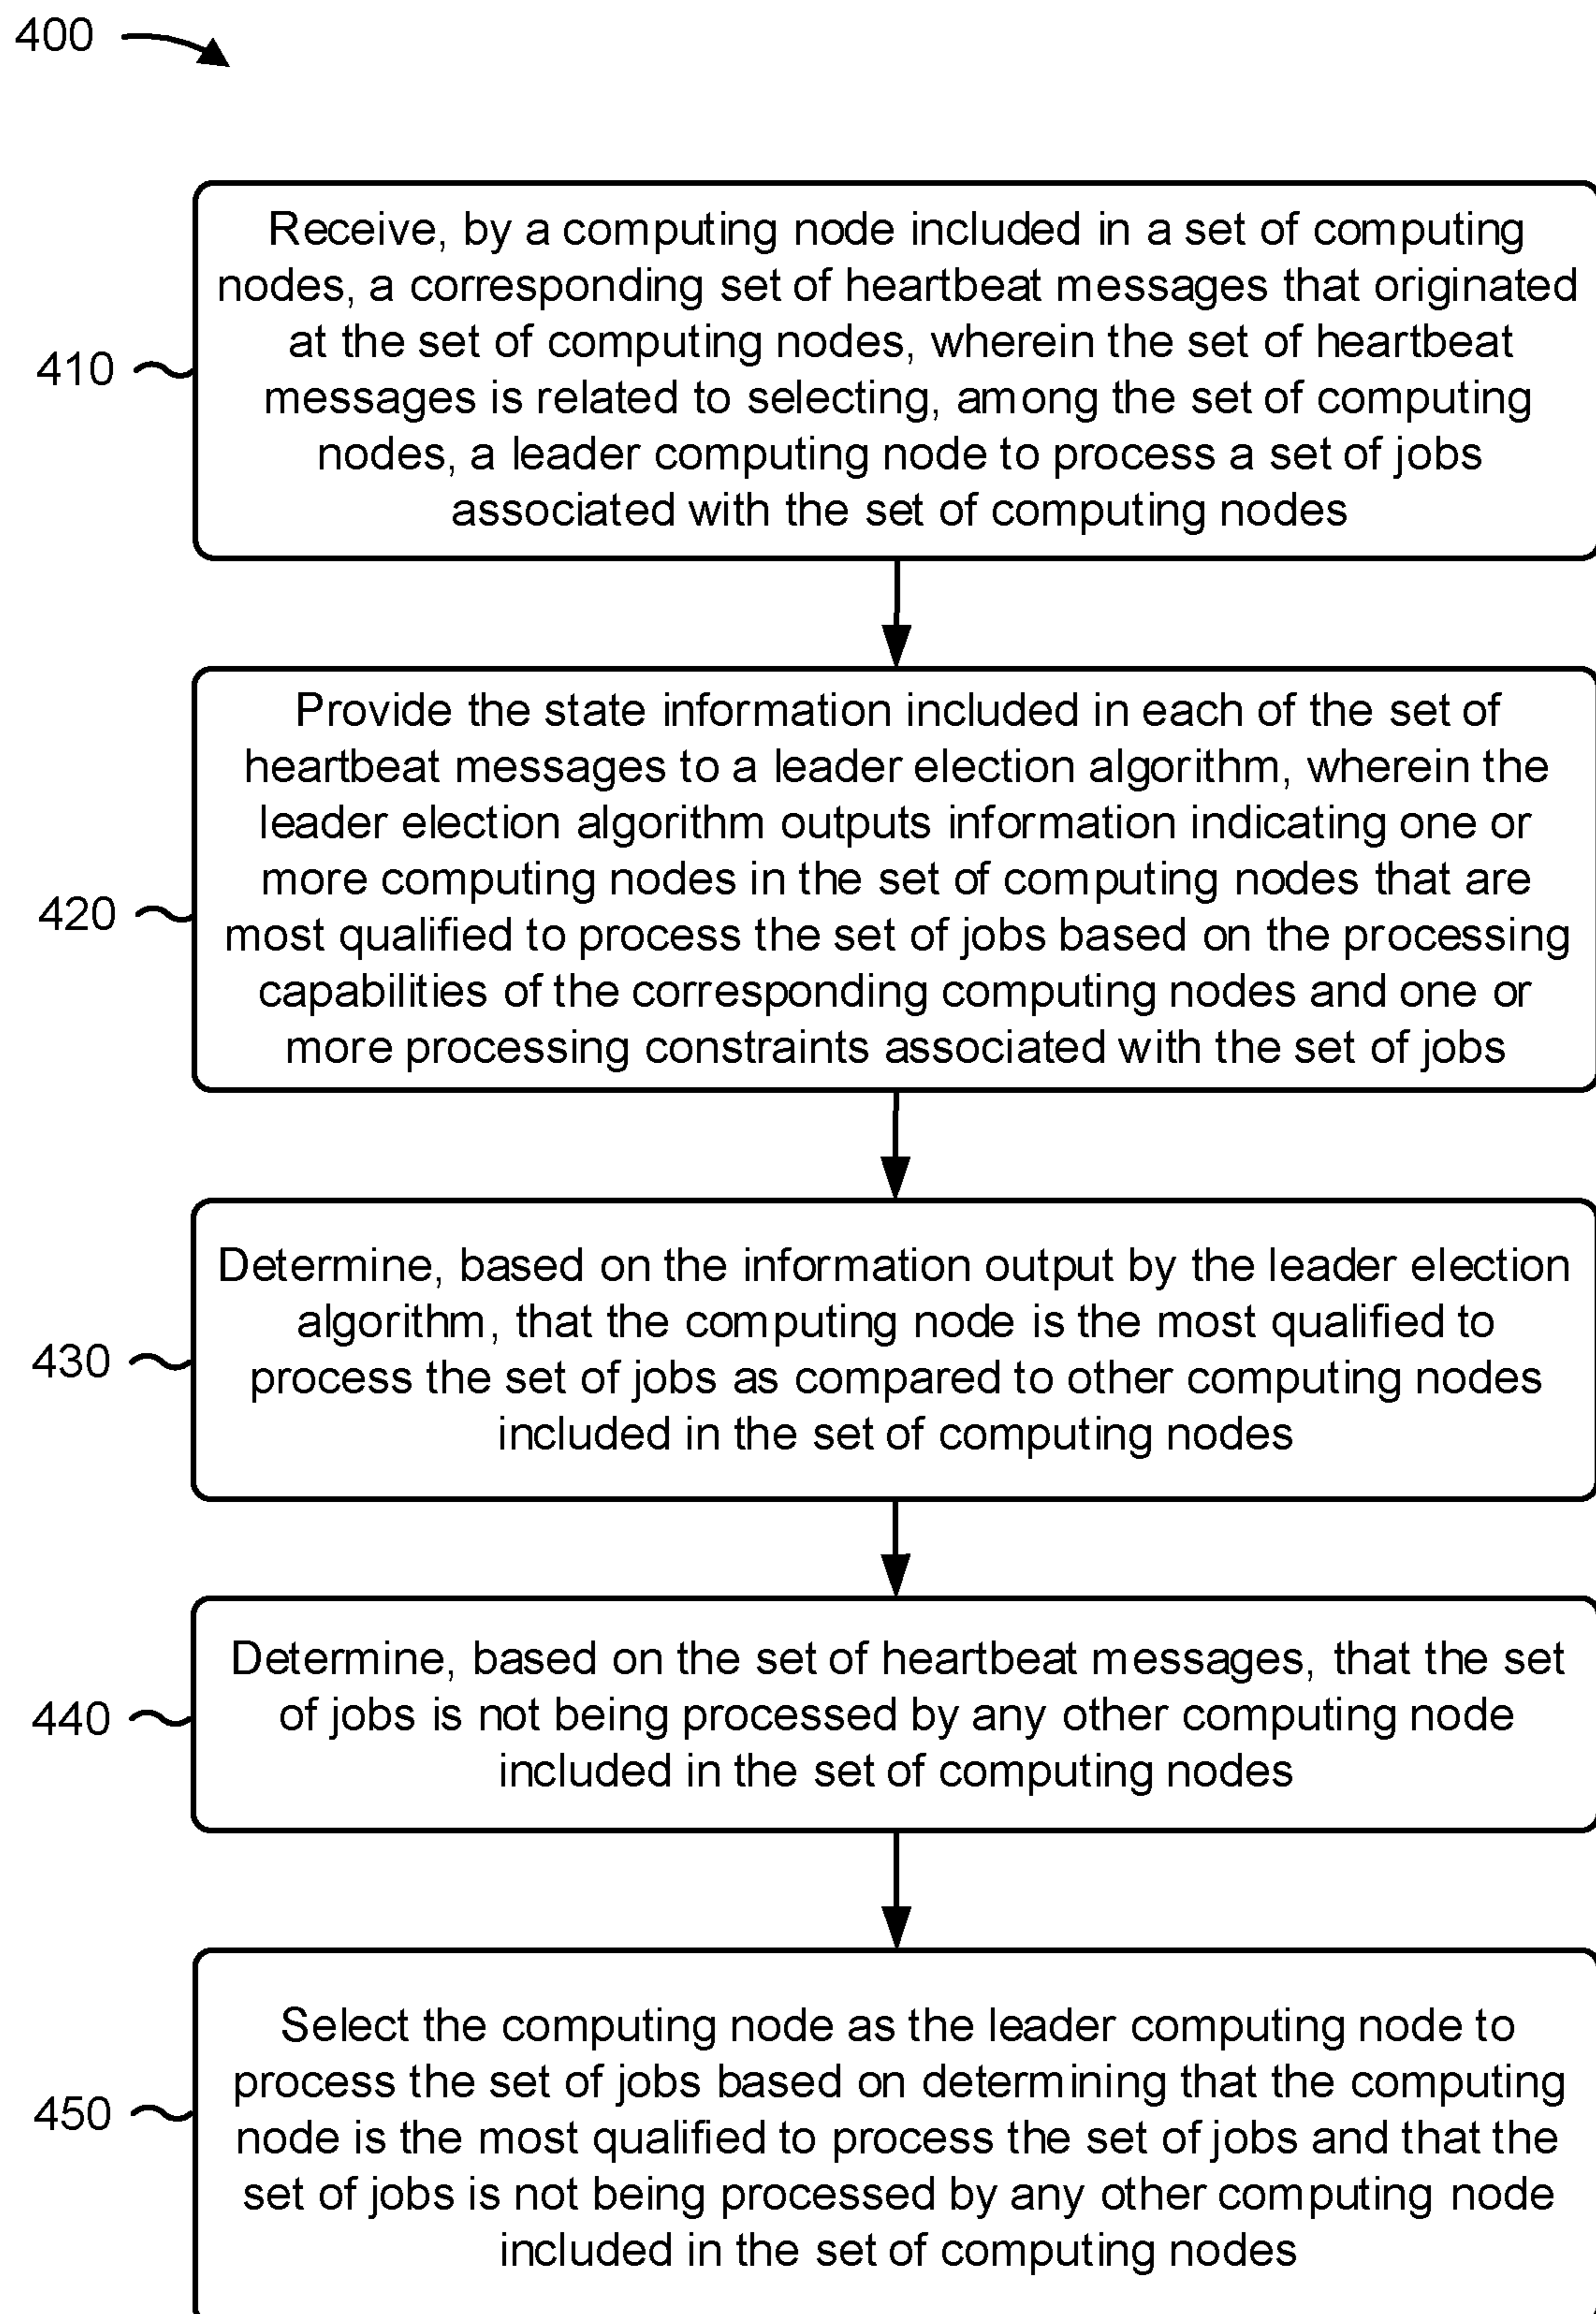 400
Receive, by a computing node included in a set of computing
nodes, a corresponding set of heartbeat messages that originated
at the set of computing nodes, wherein the set of heartbeat
410
messages is related to selecting, among the set of computing
nodes, a leader computing node to process a set of jobs
associated with the set of computing nodes
Provide the state information included in each of the set of
heartbeat messages to a leader election algorithm, wherein the
leader election algorithm outputs information indicating one or
more computing nodes in the set of computing nodes that are
420
most qualified to process the set of jobs based on the processing
capabilities of the corresponding computing nodes and one or
more processing constraints associated with the set of jobs
Determine, based on the information output by the leader election
algorithm, that the computing node is the most qualified to
430
process the set of jobs as compared to other computing nodes
included in the set of computing nodes
Determine, based on the set of heartbeat messages, that the set
440
of jobs is not being processed by any other computing node
included in the set of computing nodes
Select the computing node as the leader computing node to
process the set of jobs based on determining that the computing
450
node is the most qualified to process the set of jobs and that the
set of jobs is not being processed by any other computing node
included in the set of computing nodes